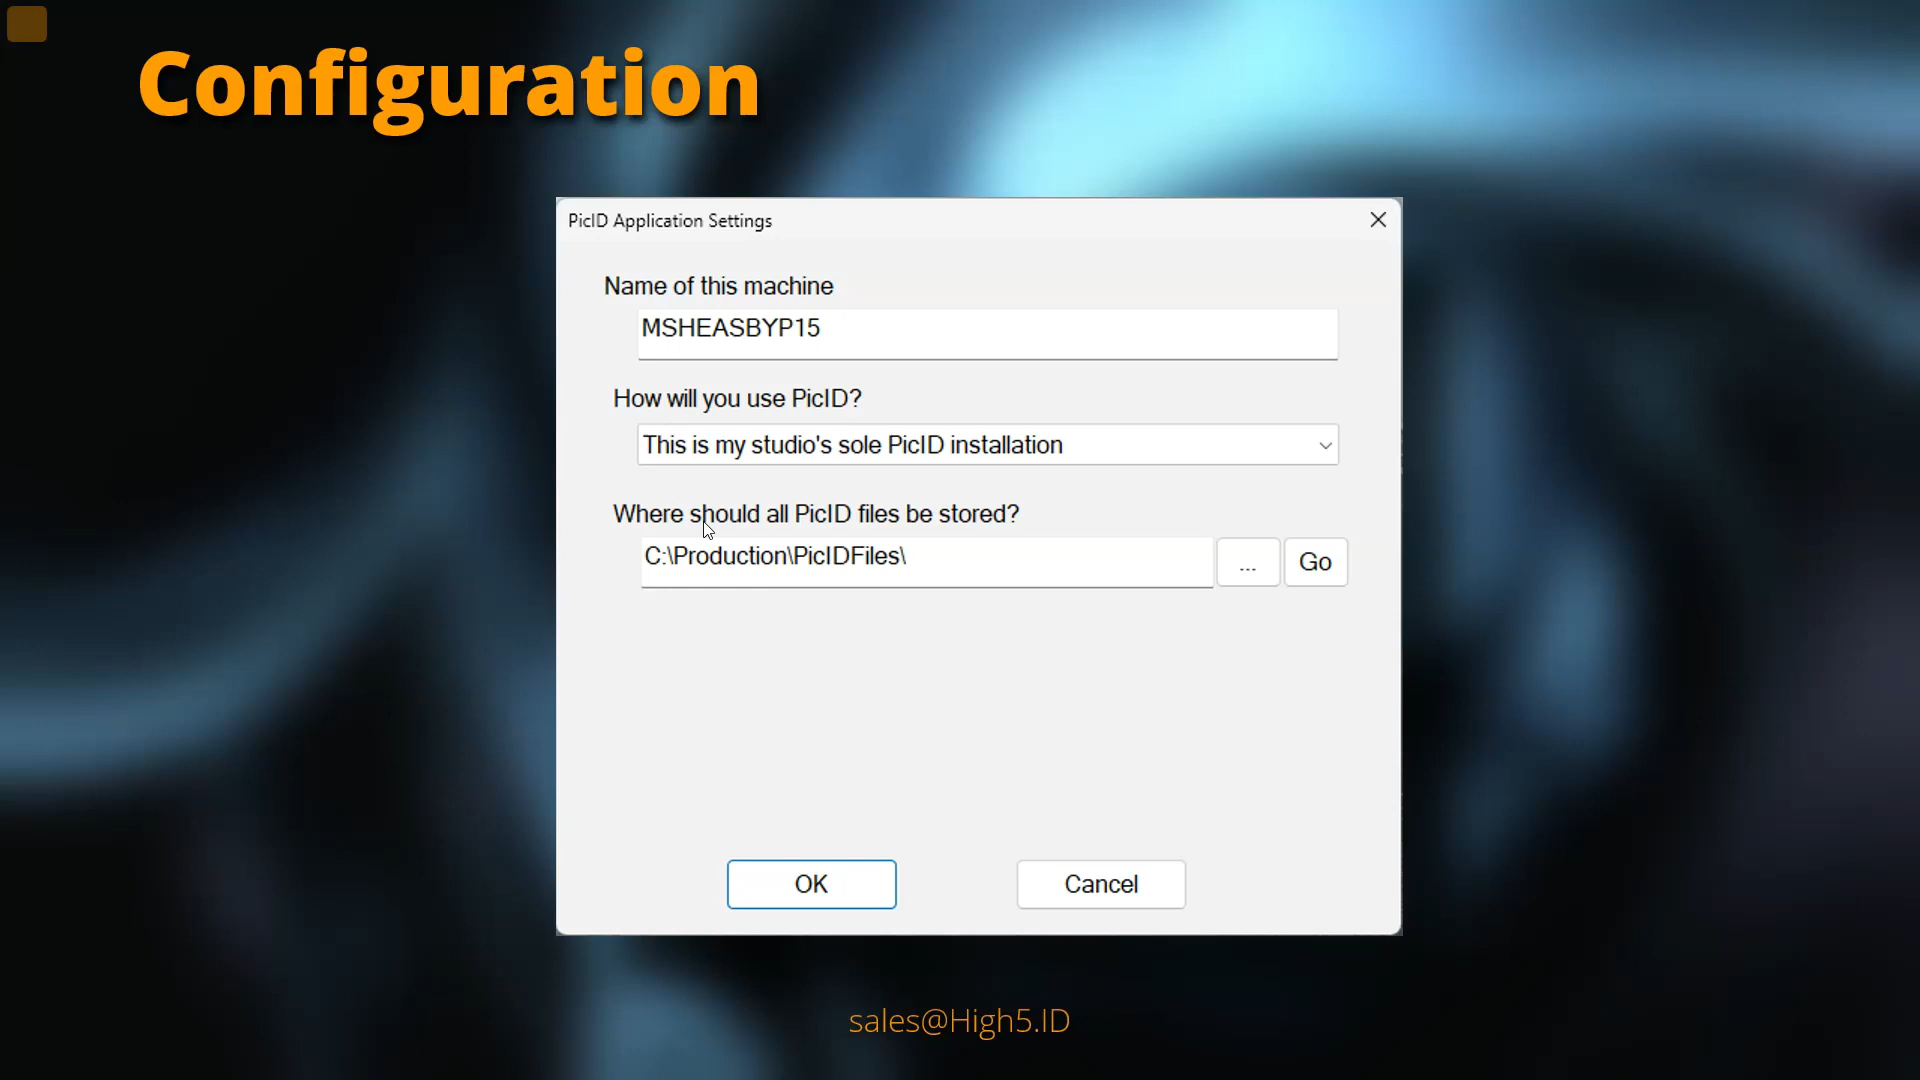 Configuration
PicID Application Settings
Name of this machine
MSHEASBYP15
How will you use PicID?
This is my studio's sole PicID installation
Where should all PicID files be stored?
C:\Production\PicIDFiles\
...
Go
OK
Cancel
sales@High5.ID